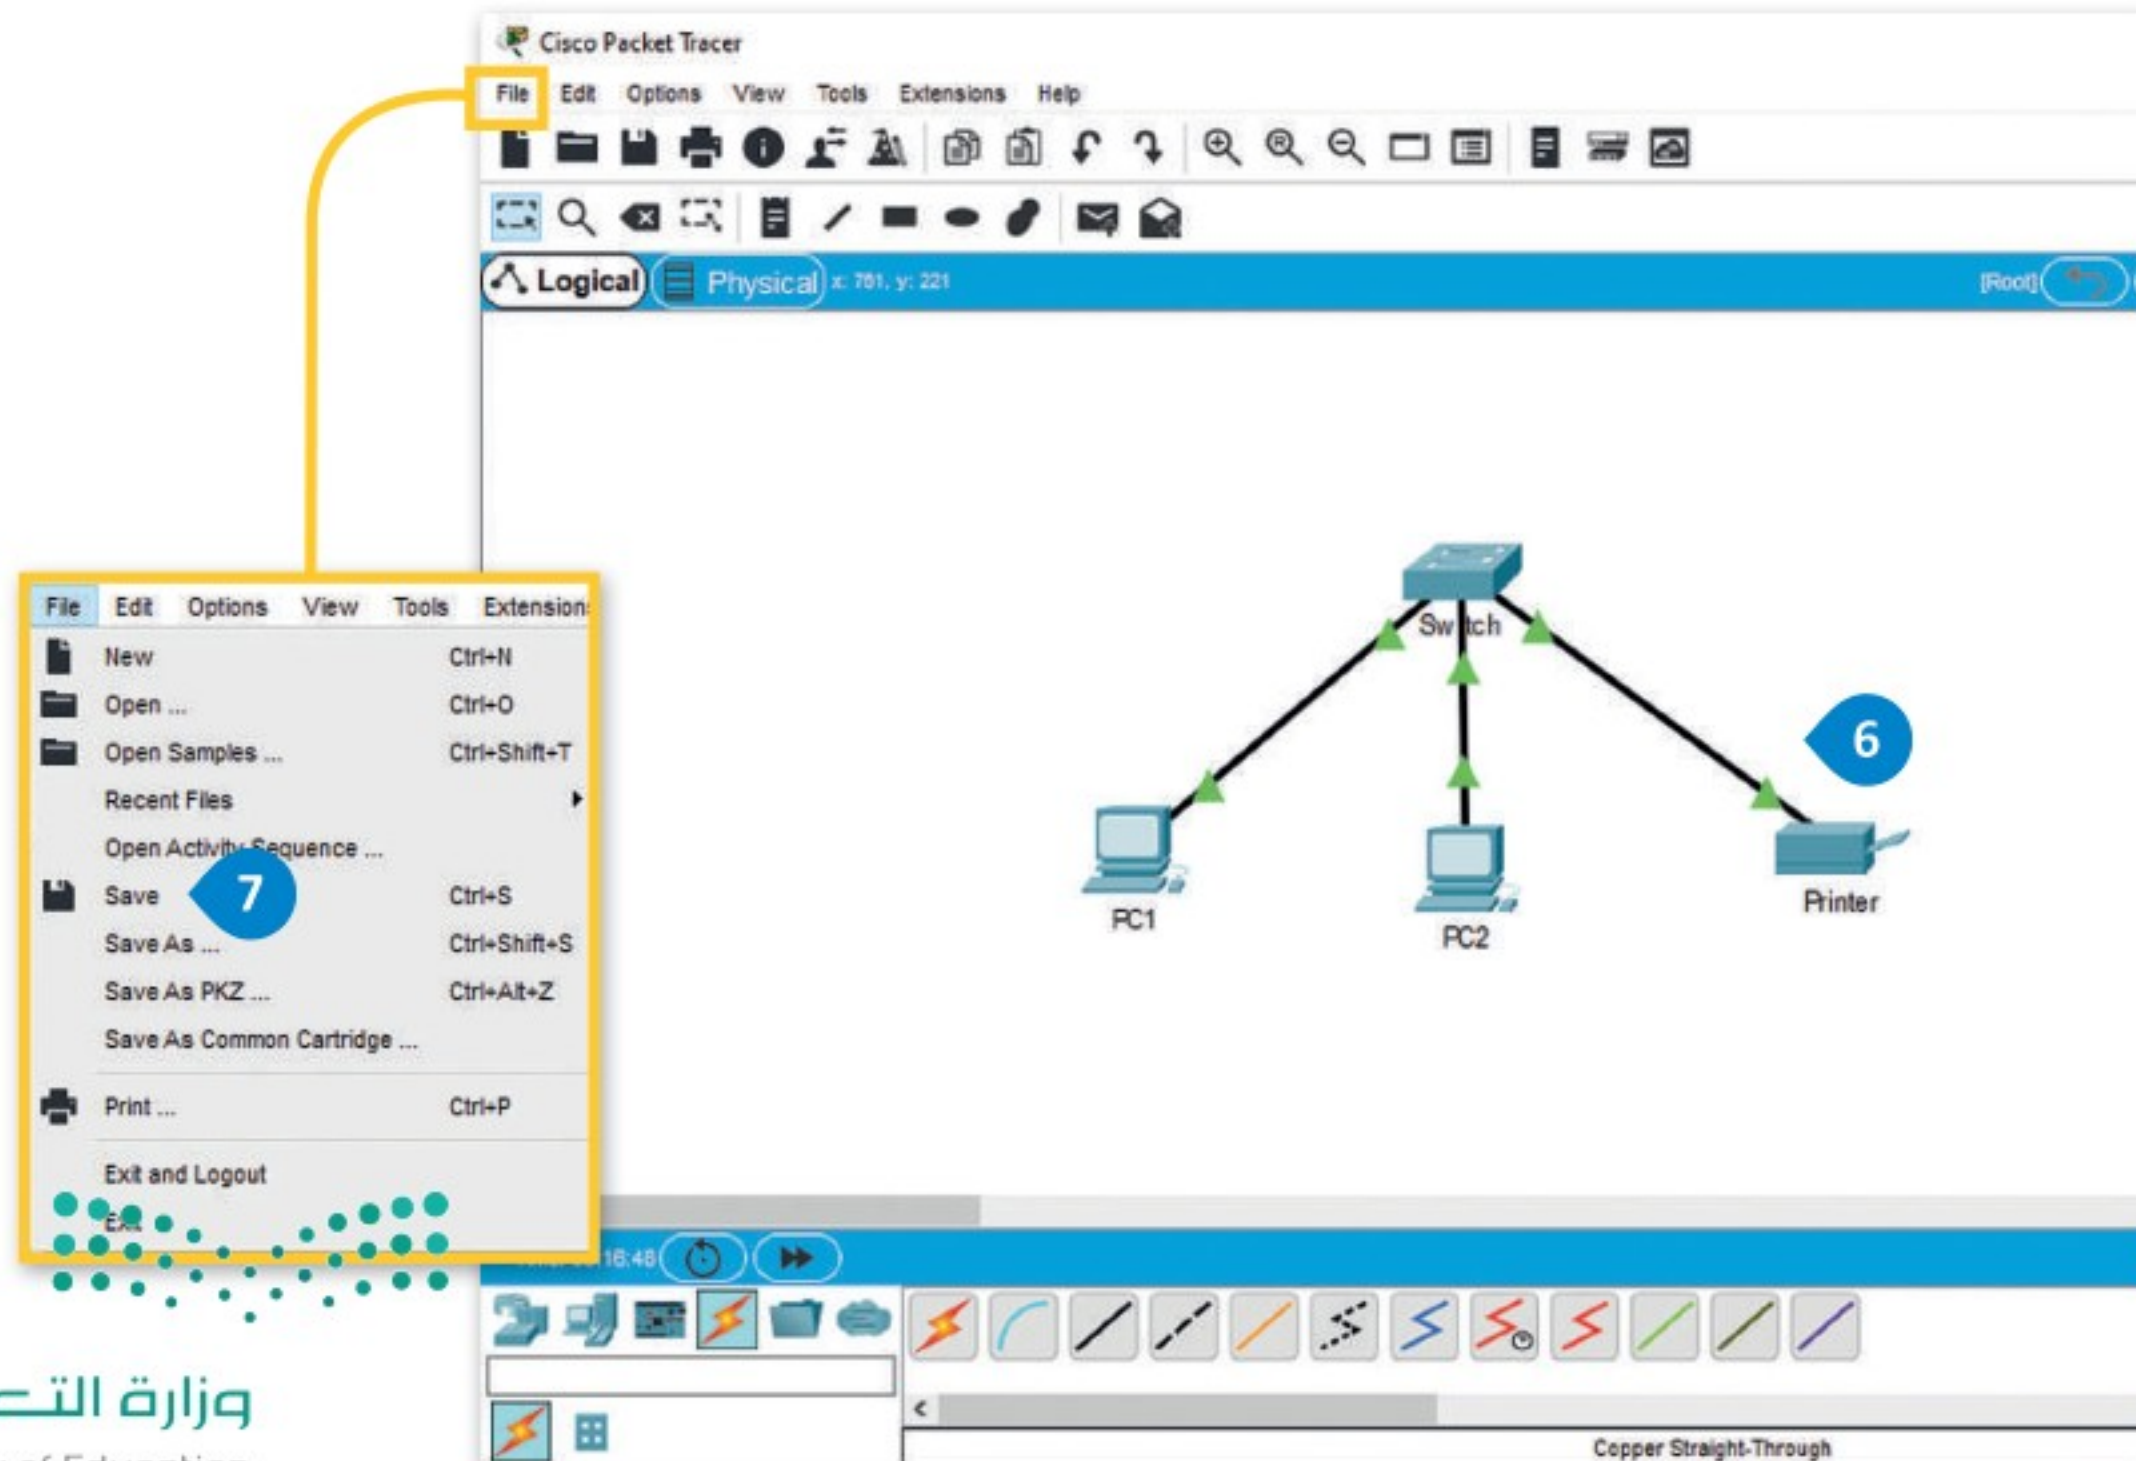 Cisco Packet Tracer
File Edit Options View Tools Extensions Help
Logical Physical x: 761, y: 221 [Root]
Switch
6
PC1
PC2
Printer
File Edit Options View Tools Extension
New Ctrl+N
Open ... Ctrl+O
Open Samples ... Ctrl+Shift+T
Recent Files
Open Activity Sequence ...
Save 7 Ctrl+S
Save As ... Ctrl+Shift+S
Save As PKZ ... Ctrl+Alt+Z
Save As Common Cartridge ...
Print ... Ctrl+P
Exit and Logout
Exit
16:48
وزارة
Copper Straight-Through